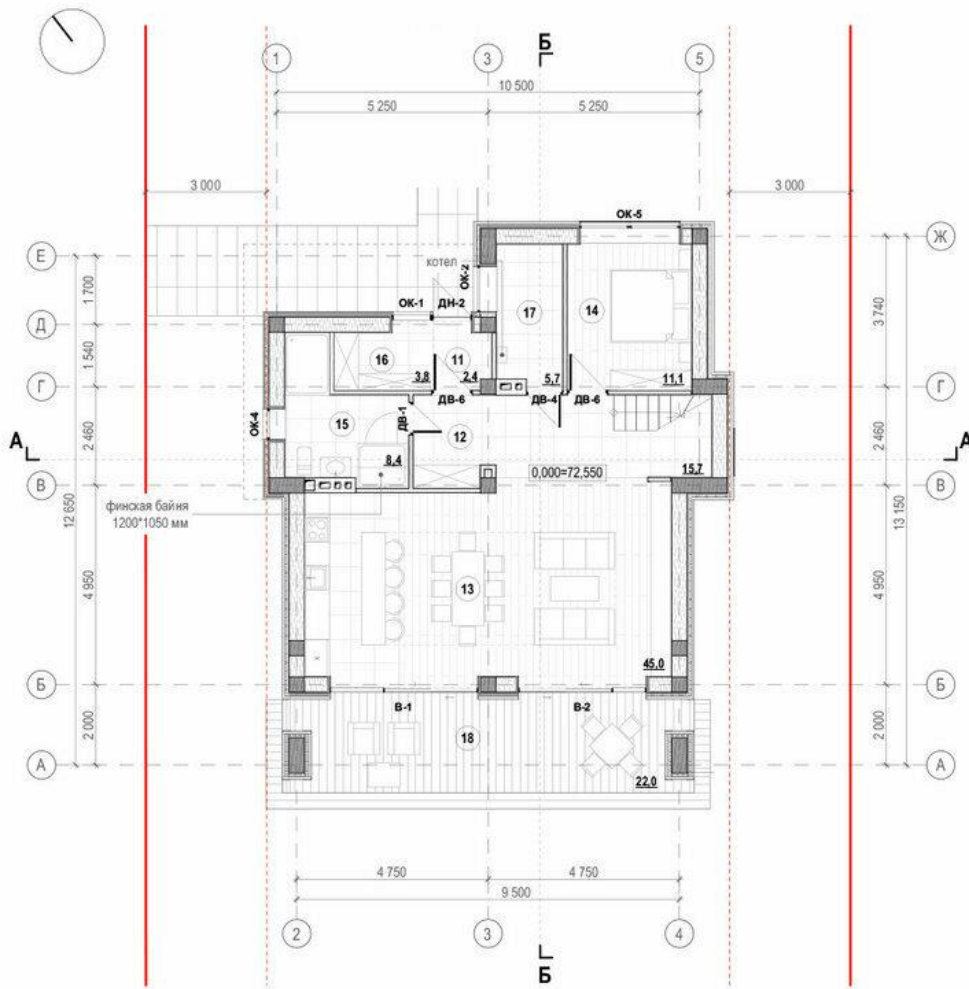 Б
1
3
5
10 500
5 250
5 250
3 000
3 000
ОК-5
Ж
Е
котел
ОК-2
1 700
ОК-1
ДН-2
17
14
3 740
Д
16
11
1 540
3,8
2,4
5,7
11,1
Г
Г
ДВ-6
ДВ-4
ДВ-6
ОК-4
15
ДВ-1
12
2 460
2 460
А
А
8,4
0,000=72,550
15,7
В
В
финская байня
1200*1050 мм
12 650
13 150
4 950
13
4 950
45,0
Б
Б
В-1
В-2
2 000
18
2 000
А
22,0
А
4 750
4 750
9 500
2
3
4
Б